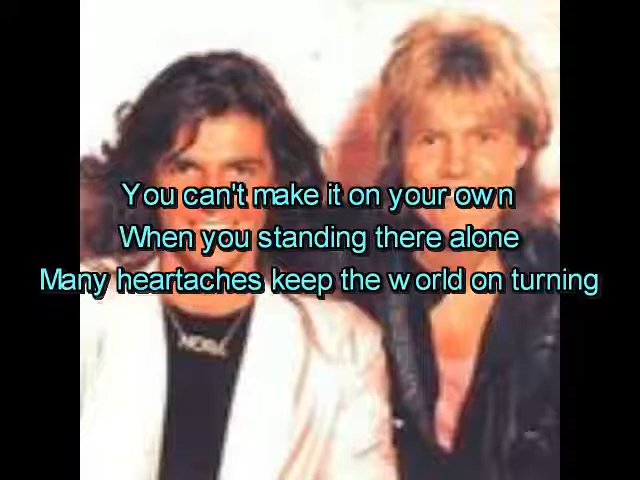 You can't make it on your own
When you standing there alone
Many heartaches keep the world on turning
NORA